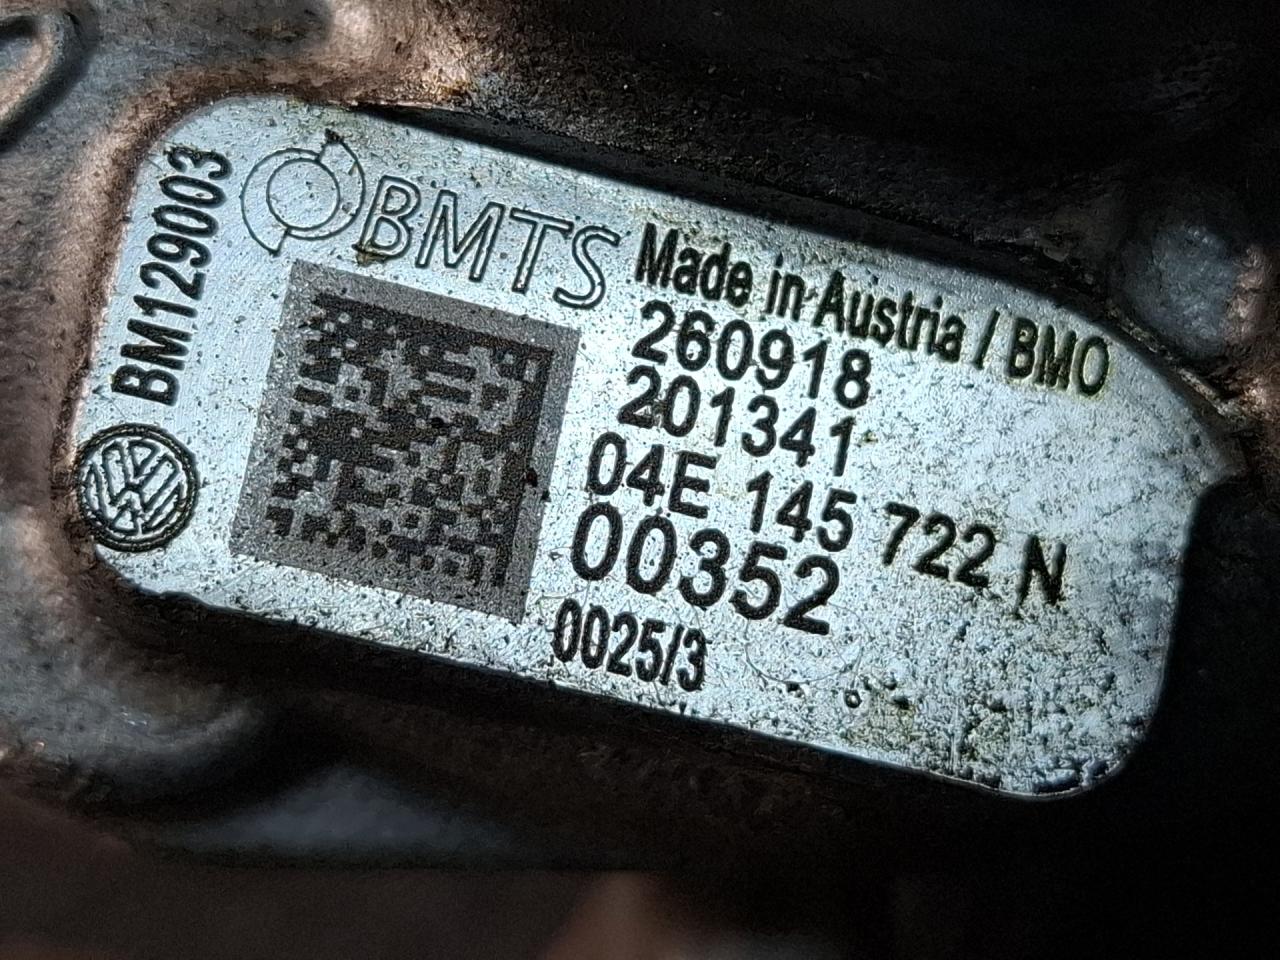 BM129003
BMTS
Made in Austria / BMO
260918
201341
04E 145 722 N
00352
0025/3